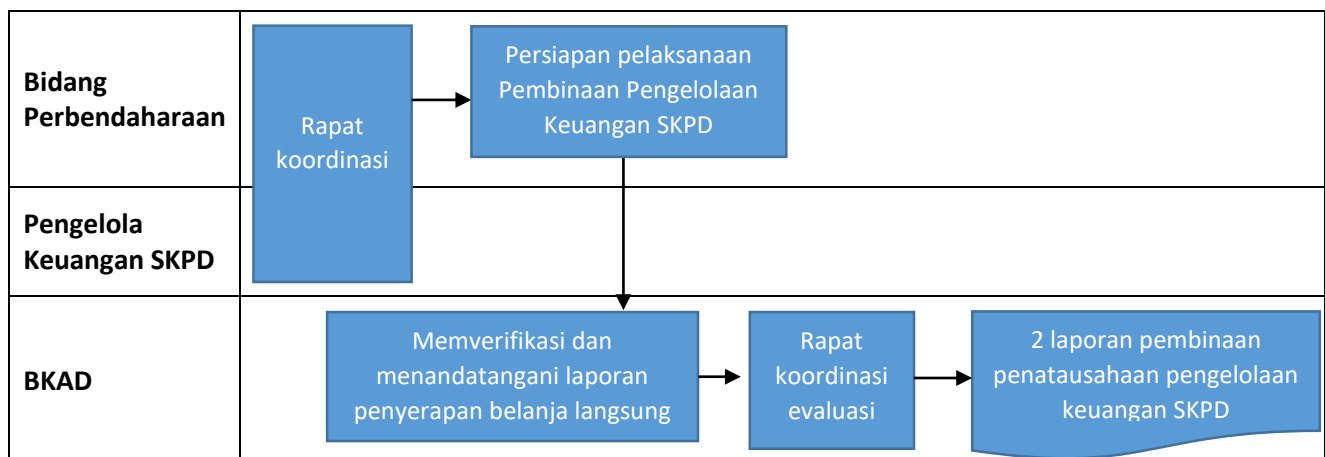 Bidang
Perbendaharaan
Rapat
koordinasi
Persiapan pelaksanaan
Pembinaan Pengelolaan
Keuangan SKPD
Pengelola
Keuangan SKPD
BKAD
Memverifikasi dan
menandatangani laporan
penyerapan belanja langsung
Rapat
koordinasi
evaluasi
2 laporan pembinaan
penatausahaan pengelolaan
keuangan SKPD